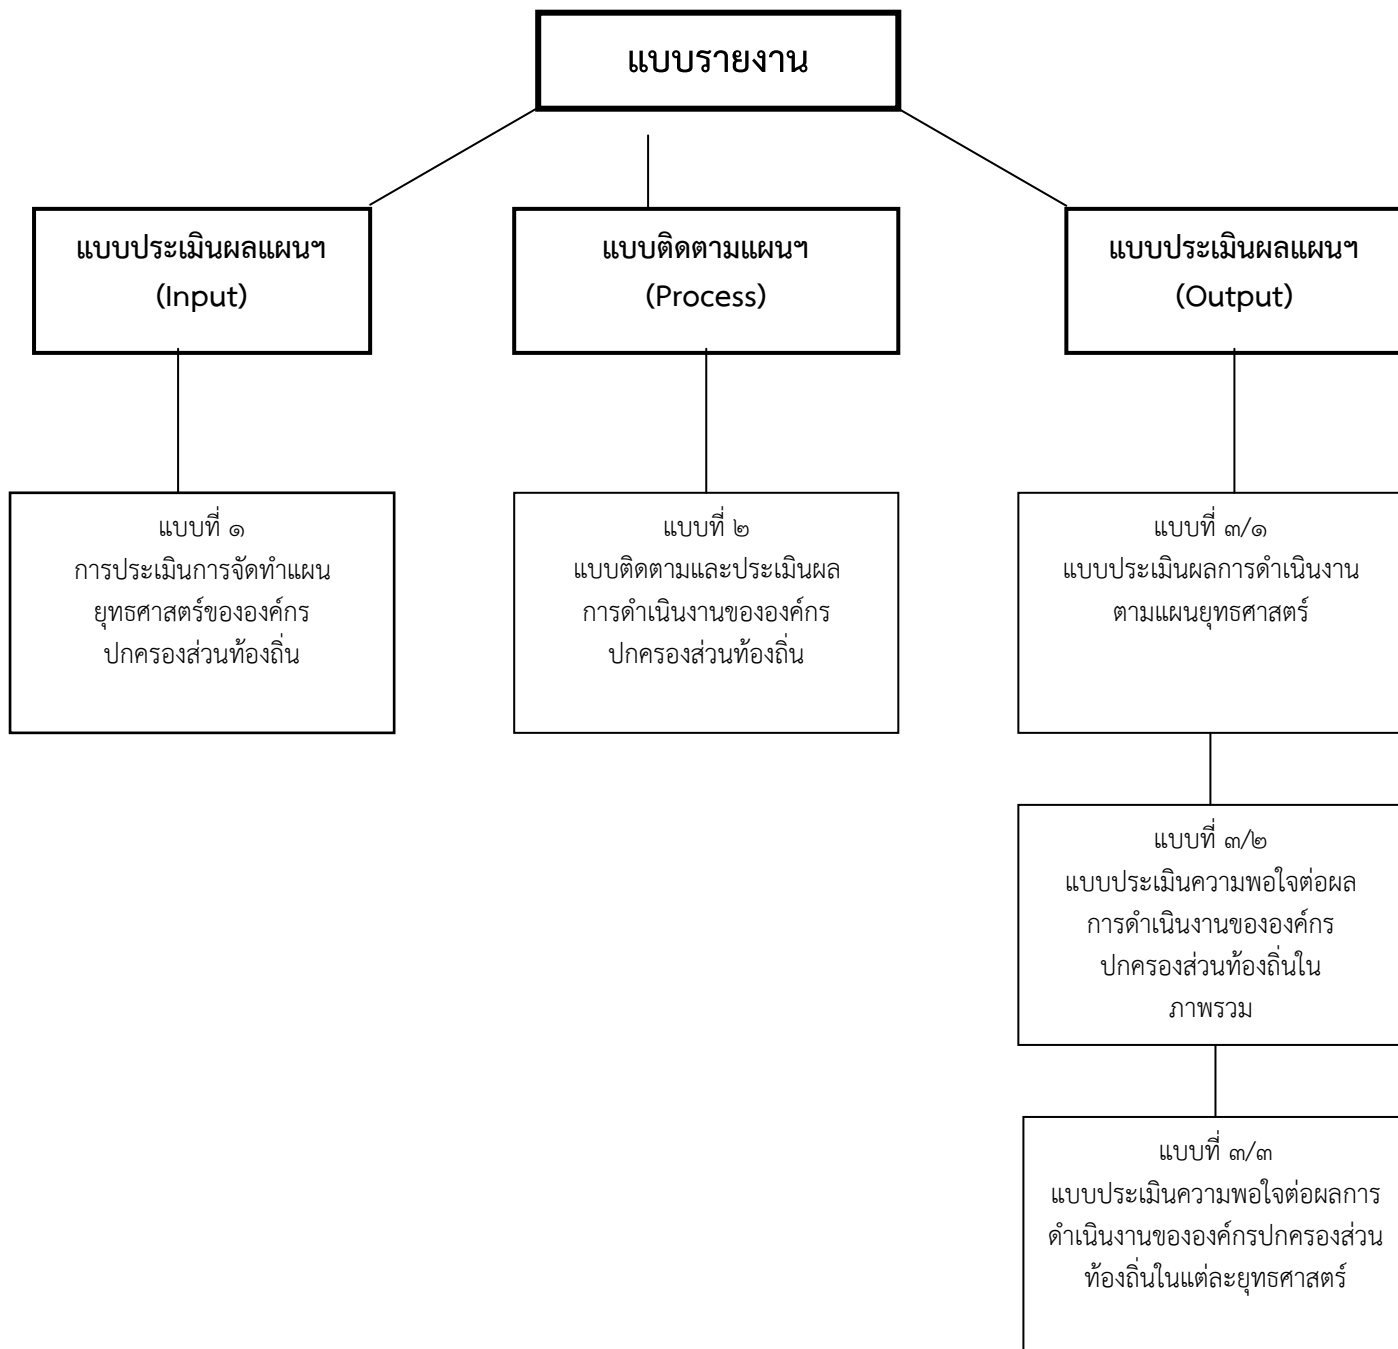 แบบรายงาน
แบบประเมินผลแผนฯ
(Input)
แบบติดตามแผนฯ
(Process)
แบบประเมินผลแผนฯ
(Output)
แบบที่ ๑
การประเมินการจัดทำแผน
ยุทธศาสตร์ขององค์กร
ปกครองส่วนท้องถิ่น
แบบที่ ๒
แบบติดตามและประเมินผล
การดำเนินงานขององค์กร
ปกครองส่วนท้องถิ่น
แบบที่ ๓/๑
แบบประเมินผลการดำเนินงาน
ตามแผนยุทธศาสตร์
แบบที่ ๓/๒
แบบประเมินความพอใจต่อผล
การดำเนินงานขององค์กร
ปกครองส่วนท้องถิ่นใน
ภาพรวม
แบบที่ ๓/๓
แบบประเมินความพอใจต่อผลการ
ดำเนินงานขององค์กรปกครองส่วน
ท้องถิ่นในแต่ละยุทธศาสตร์